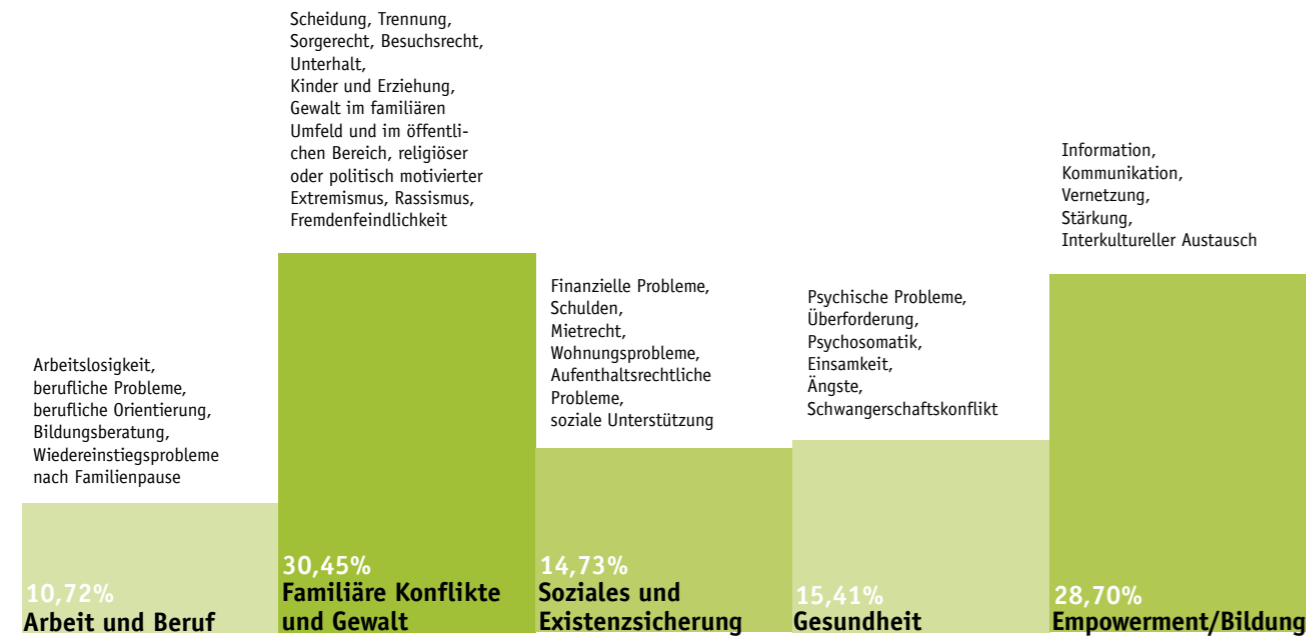 Arbeitslosigkeit,
berufliche Probleme,
berufliche Orientierung,
Bildungsberatung,
Wiedereinstiegsprobleme
nach Familienpause
10,72%
Arbeit und Beruf
Scheidung, Trennung,
Sorgerecht, Besuchsrecht,
Unterhalt,
Kinder und Erziehung,
Gewalt im familiären
Umfeld und im öffentli-
chen Bereich, religiöser
oder politisch motivierter
Extremismus, Rassismus,
Fremdenfeindlichkeit
30,45%
Familiäre Konflikte
und Gewalt
Finanzielle Probleme,
Schulden,
Mietrecht,
Wohnungsprobleme,
Aufenthaltsrechtliche
Probleme,
soziale Unterstützung
14,73%
Soziales und
Existenzsicherung
Psychische Probleme,
Überforderung,
Psychosomatik,
Einsamkeit,
Ängste,
Schwangerschaftskonflikt
15,41%
Gesundheit
Information,
Kommunikation,
Vernetzung,
Stärkung,
Interkultureller Austausch
28,70%
Empowerment/Bildung